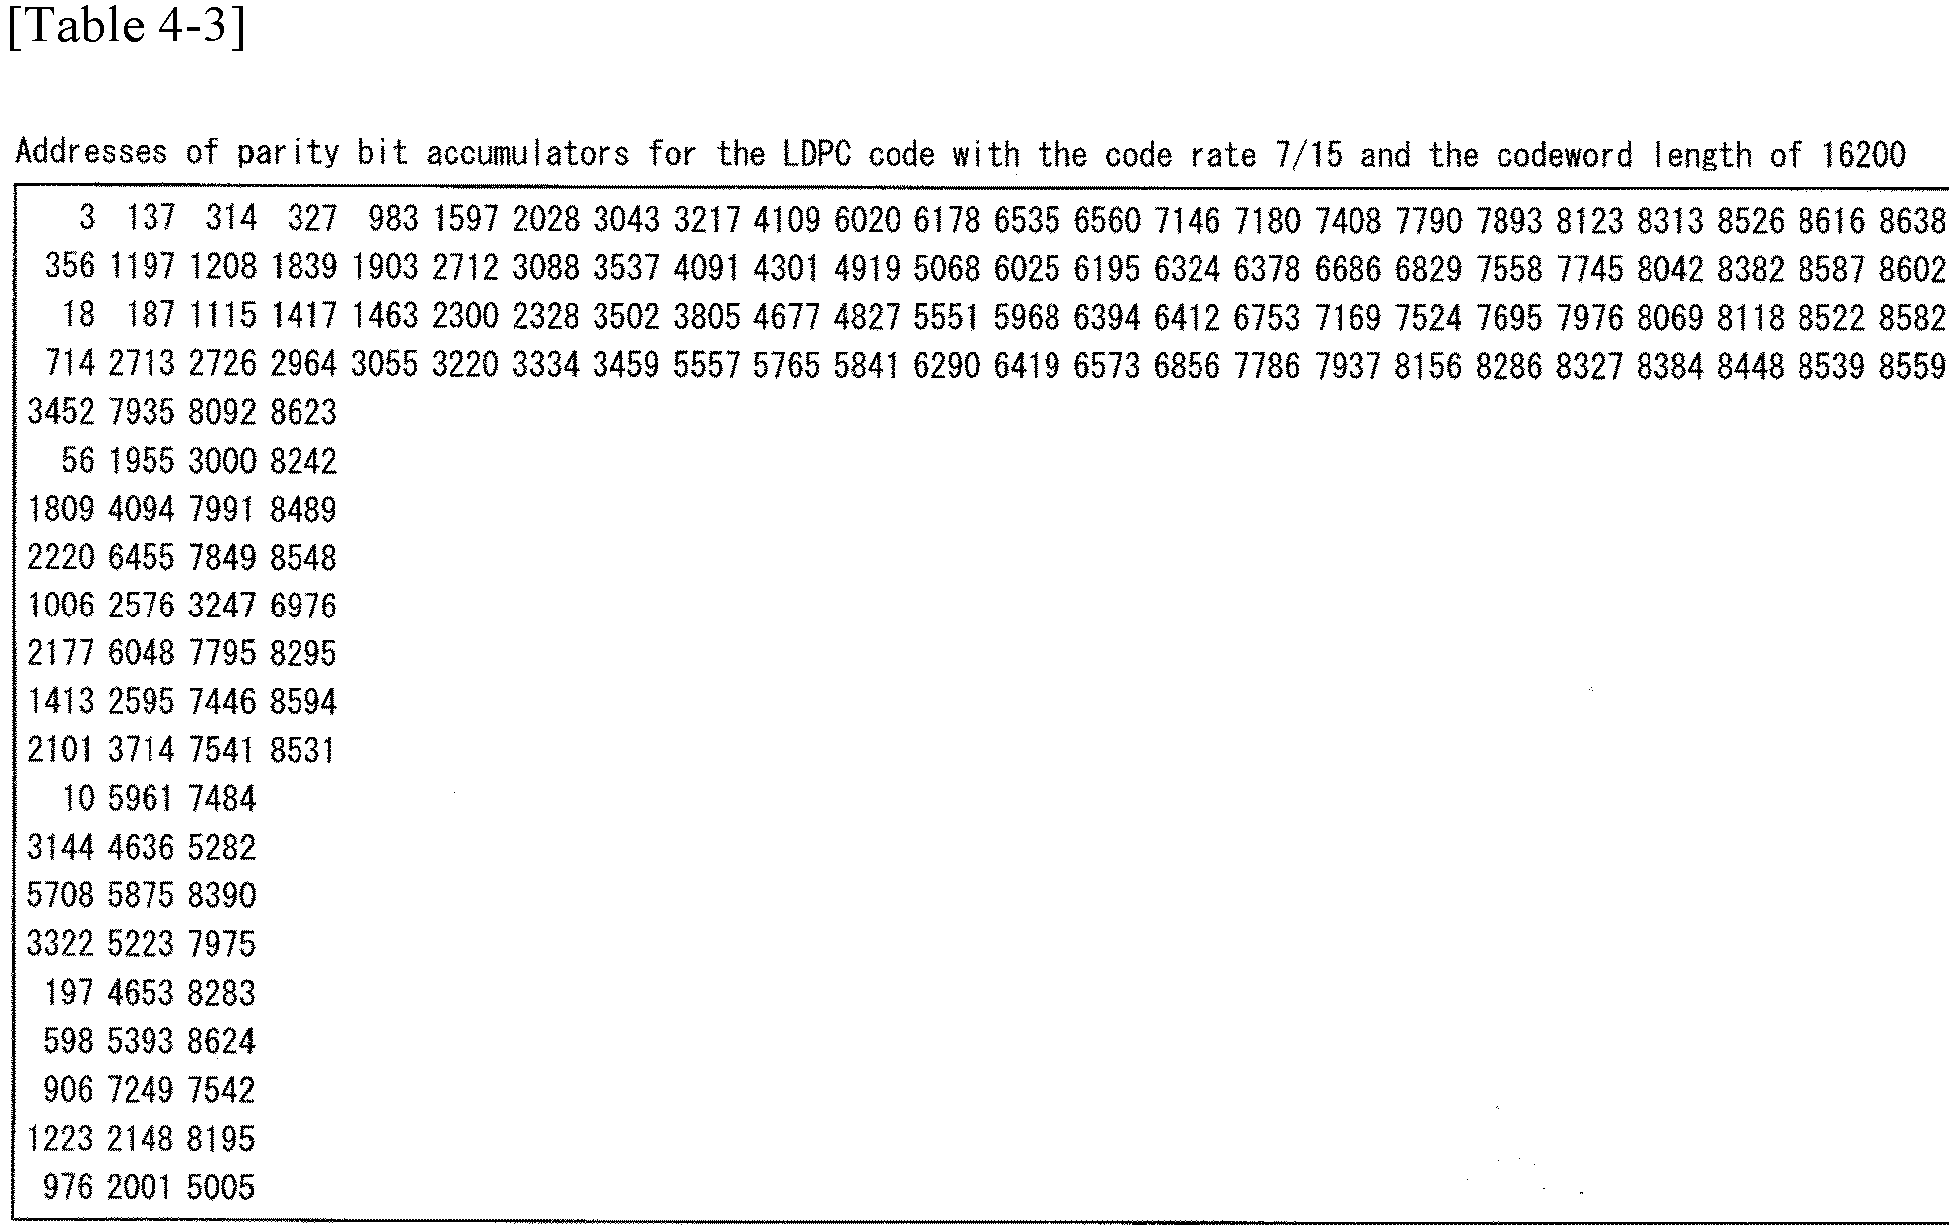 [Table 4-3]
Addresses of parity bit accumulators for the LDPC code with the code rate 7/15 and the codeword length of 16200
3 137 314 327 983 1597 2028 3043 3217 4109 6020 6178 6535 6560 7146 7180 7408 7790 7893 8123 8313 8526 8616 8638
356 1197 1208 1839 1903 2712 3088 3537 4091 4301 4919 5068 6025 6195 6324 6378 6686 6829 7558 7745 8042 8382 8587 8602
18 187 1115 1417 1463 2300 2328 3502 3805 4677 4827 5551 5968 6394 6412 6753 7169 7524 7695 7976 8069 8118 8522 8582
714 2713 2726 2964 3055 3220 3334 3459 5557 5765 5841 6290 6419 6573 6856 7786 7937 8156 8286 8327 8384 8448 8539 8559
3452 7935 8092 8623
56 1955 3000 8242
1809 4094 7991 8489
2220 6455 7849 8548
1006 2576 3247 6976
2177 6048 7795 8295
1413 2595 7446 8594
2101 3714 7541 8531
10 5961 7484
3144 4636 5282
5708 5875 8390
3322 5223 7975
197 4653 8283
598 5393 8624
906 7249 7542
1223 2148 8195
976 2001 5005